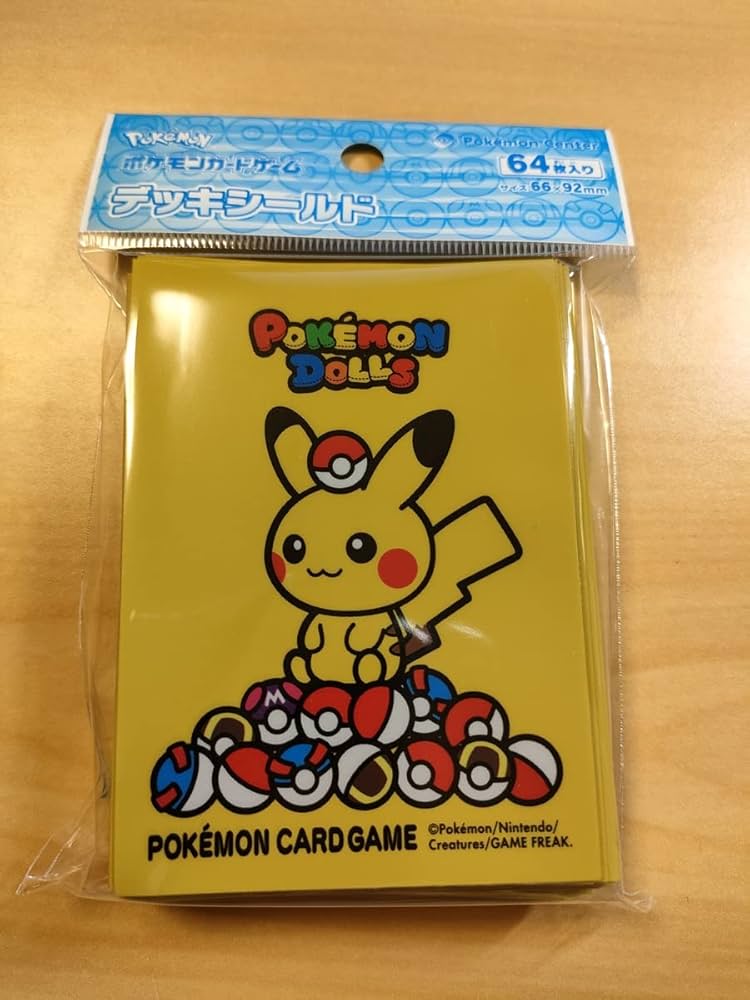 POKéMON
Pokémon Center
ポケモンカードゲーム
64枚入り
デッキシールド
サイズ 66×92mm
POKÉMON
DOLLS
M
POKÉMON CARD GAME
©Pokémon/Nintendo/
Creatures/GAME FREAK.